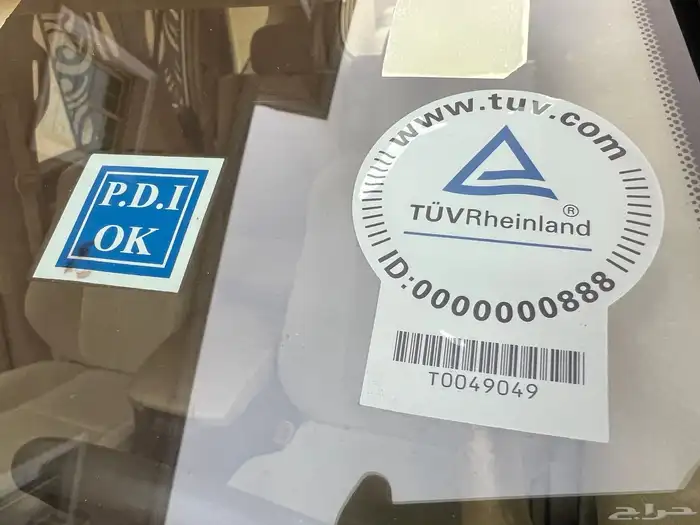 P.D.I
OK
www.tuv.com
TÜVRheinland®
ID:0000000888
T0049049
حراج